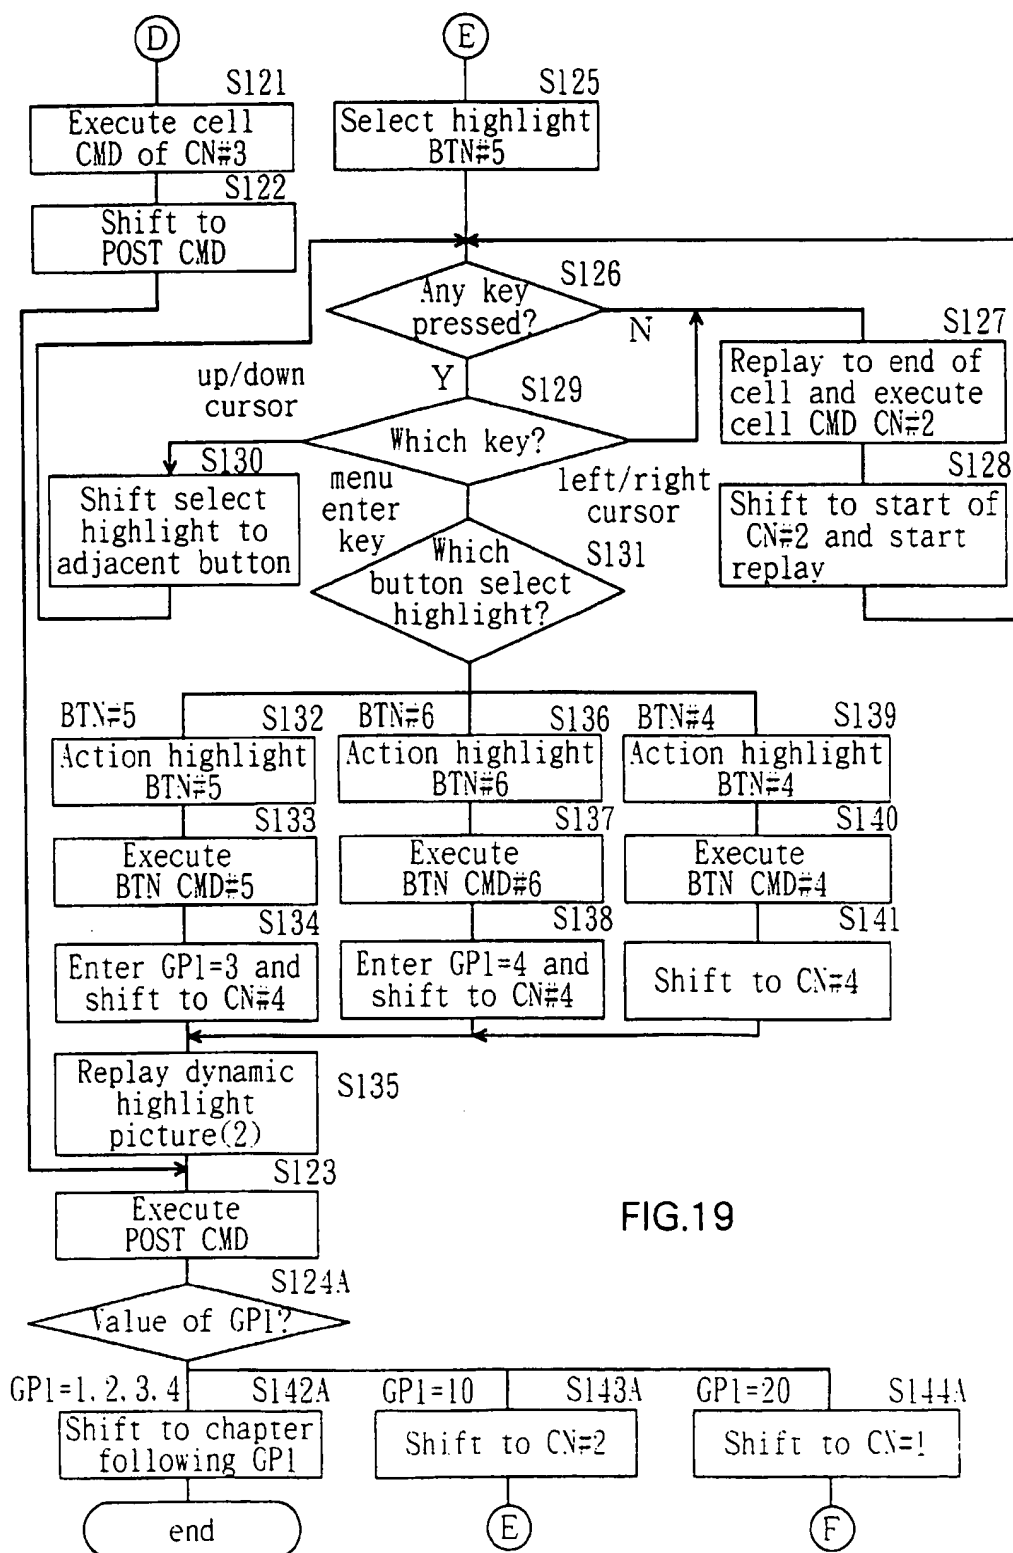 D
E
S121
Execute cell
CMD of CN#3
S125
Select highlight
BTN#5
S122
Shift to
POST CMD
S126
Any key
pressed?
N
Y
S127
Replay to end of
cell and execute
cell CMD CN#2
up/down
cursor
S129
Which key?
S130
Shift select
highlight to
adjacent button
menu
enter
key
left/right
cursor
S128
Shift to start of
CN#2 and start
replay
S131
Which
button select
highlight?
BTN#5
S132
Action highlight
BTN#5
BTN#6
S136
Action highlight
BTN#6
BTN#4
S139
Action highlight
BTN#4
S133
Execute
BTN CMD#5
S137
Execute
BTN CMD#6
S140
Execute
BTN CMD#4
S134
Enter GP1=3 and
shift to CN#4
S138
Enter GP1=4 and
shift to CN#4
S141
Shift to CN#4
Replay dynamic
highlight
picture(2)
S135
S123
Execute
POST CMD
FIG.19
S124A
Value of GP1?
GP1=1,2,3,4
S142A
Shift to chapter
following GP1
GP1=10
S143A
Shift to CN#2
GP1=20
S144A
Shift to CN=1
end
E
F